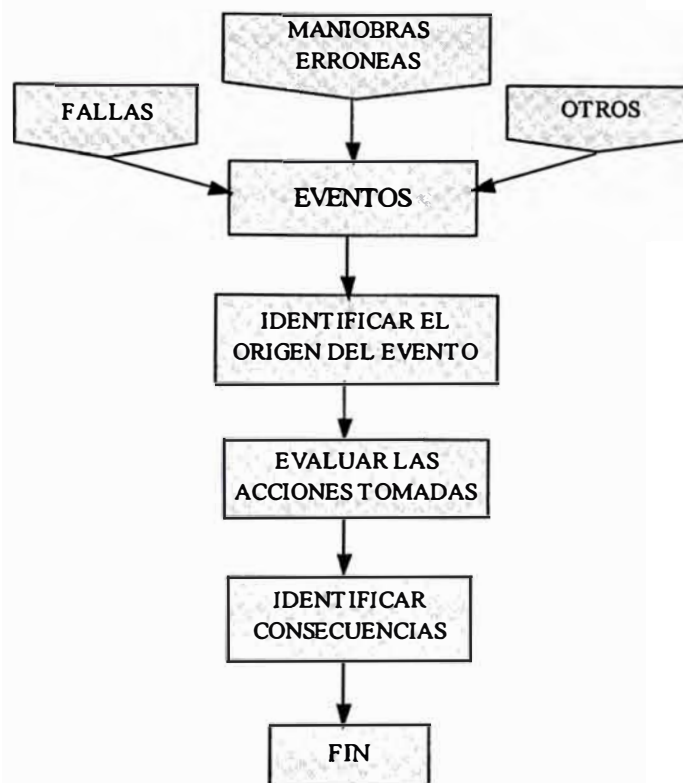 MANIOBRAS
ERRONEAS
FALLAS
OTROS
EVENTOS
IDENTIFICAR EL
ORIGEN DEL EVENTO
EVALUAR LAS
ACCIONES TOMADAS
IDENTIFICAR
CONSECUENCIAS
FIN